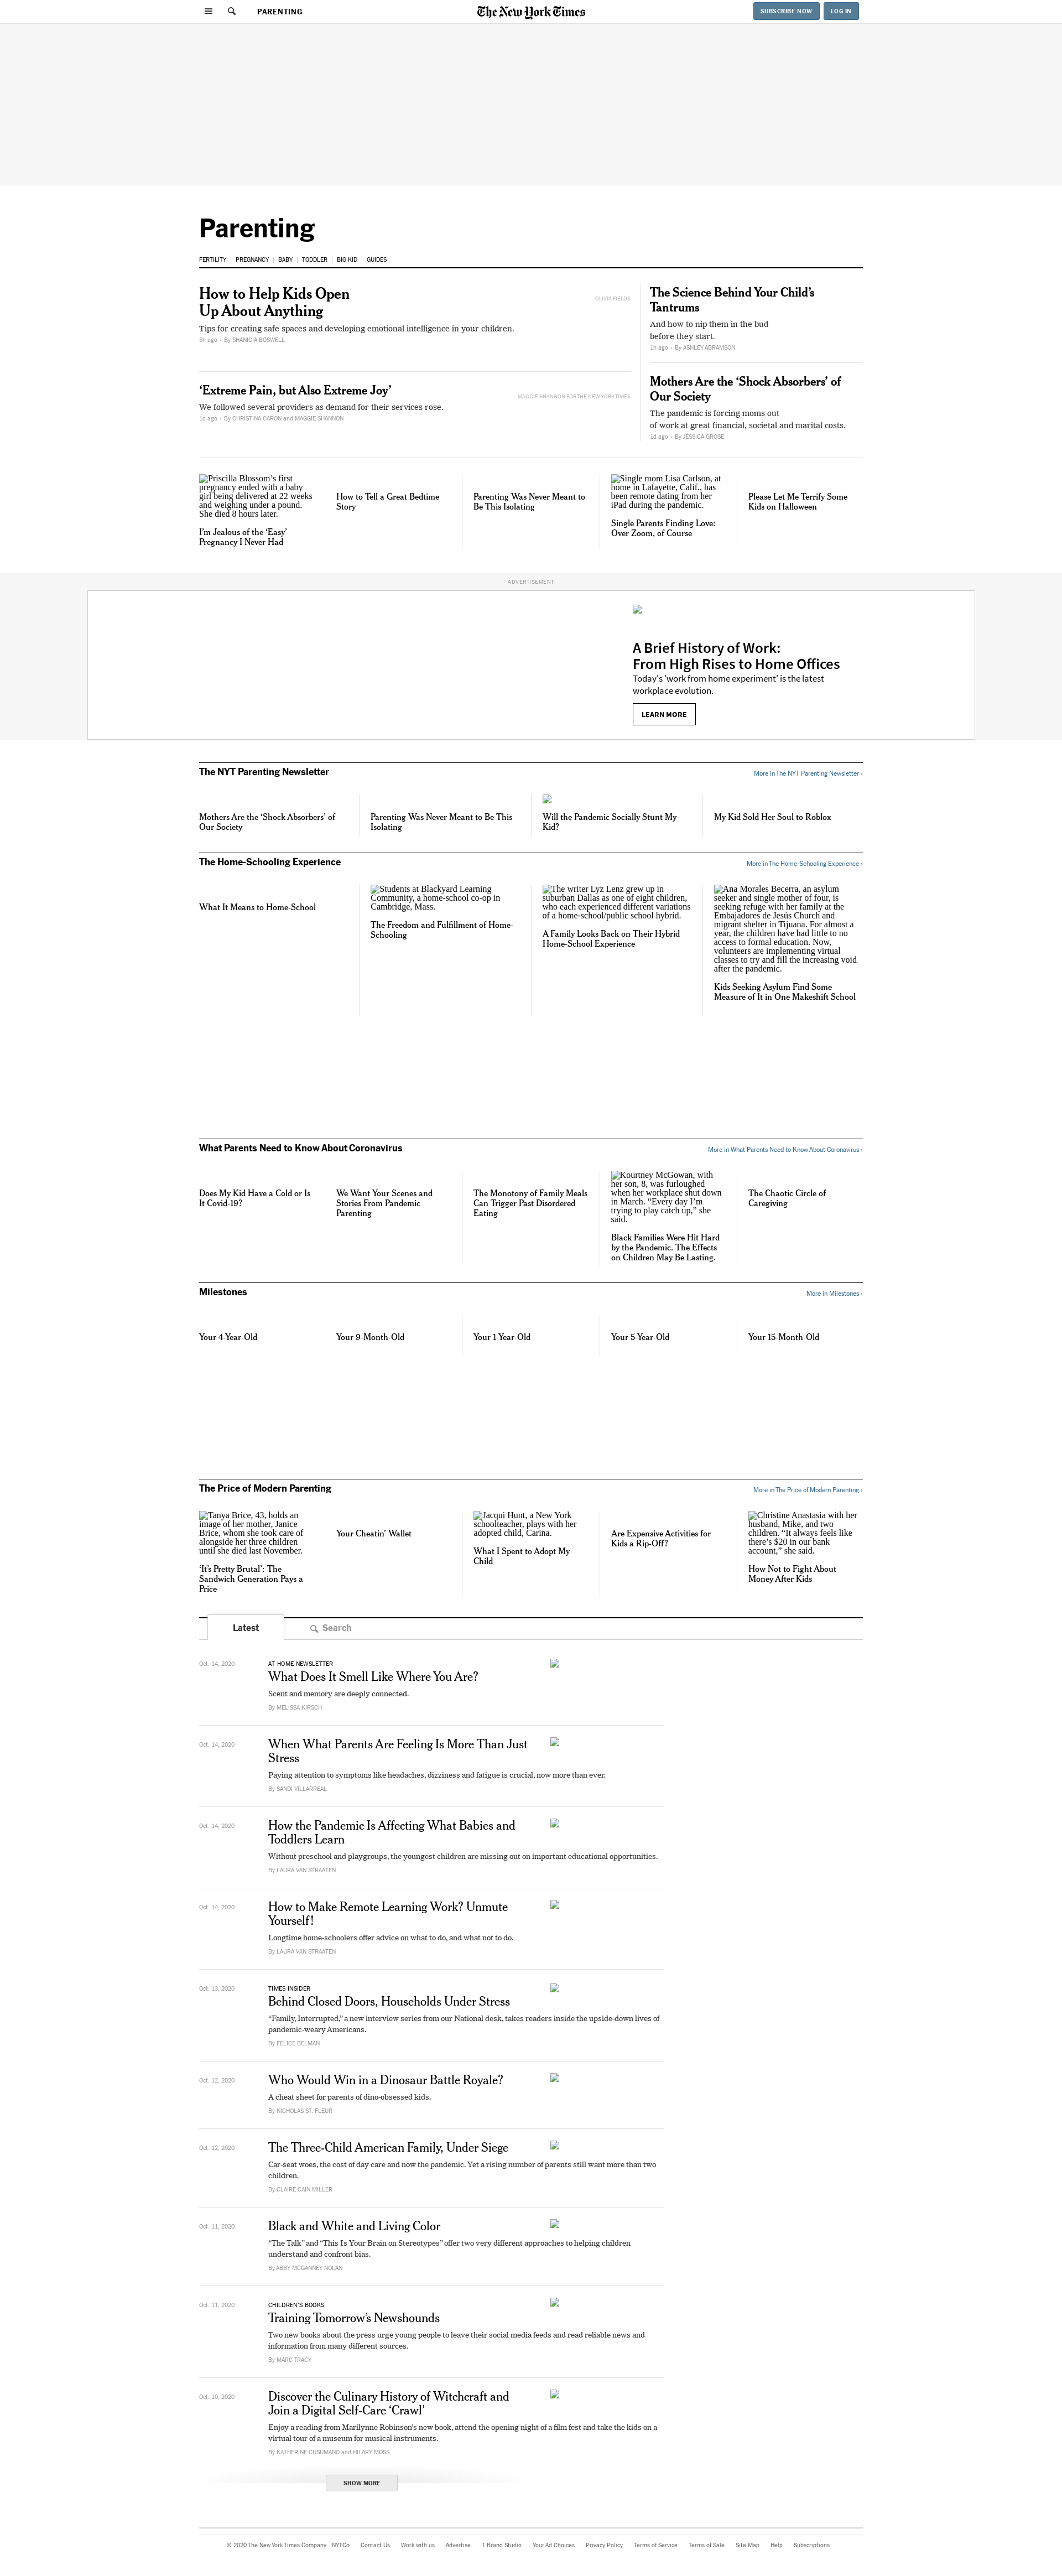 PARENTING
The New York Times
SUBSCRIBE NOW
LOG IN
Parenting
FERTILITY
PREGNANCY
BABY
TODDLER
BIG KID
GUIDES
How to Help Kids Open
Up About Anything
Tips for creating safe spaces and developing emotional intelligence in your children.
5h ago · By SHANICIA BOSWELL
OLIVIA FIELDS
‘Extreme Pain, but Also Extreme Joy’
We followed several providers as demand for their services rose.
1d ago · By CHRISTINA CARON and MAGGIE SHANNON
MAGGIE SHANNON FOR THE NEW YORK TIMES
The Science Behind Your Child’s
Tantrums
And how to nip them in the bud
before they start.
1h ago · By ASHLEY ABRAMSON
Mothers Are the ‘Shock Absorbers’ of
Our Society
The pandemic is forcing moms out
of work at great financial, societal and marital costs.
1d ago · By JESSICA GROSE
Priscilla Blossom’s first
pregnancy ended with a baby
girl being delivered at 22 weeks
and weighing under a pound.
She died 8 hours later.
I’m Jealous of the ‘Easy’
Pregnancy I Never Had
How to Tell a Great Bedtime
Story
Parenting Was Never Meant to
Be This Isolating
Single mom Lisa Carlson, at
home in Lafayette, Calif., has
been remote dating from her
iPad during the pandemic.
Single Parents Finding Love:
Over Zoom, of Course
Please Let Me Terrify Some
Kids on Halloween
ADVERTISEMENT
A Brief History of Work:
From High Rises to Home Offices
Today's 'work from home experiment' is the latest
workplace evolution.
LEARN MORE
The NYT Parenting Newsletter
More in The NYT Parenting Newsletter ›
Mothers Are the ‘Shock Absorbers’ of
Our Society
Parenting Was Never Meant to Be This
Isolating
Will the Pandemic Socially Stunt My
Kid?
My Kid Sold Her Soul to Roblox
The Home-Schooling Experience
More in The Home-Schooling Experience ›
What It Means to Home-School
Students at Blackyard Learning
Community, a home-school co-op in
Cambridge, Mass.
The Freedom and Fulfillment of Home-
Schooling
The writer Lyz Lenz grew up in
suburban Dallas as one of eight children,
who each experienced different variations
of a home-school/public school hybrid.
A Family Looks Back on Their Hybrid
Home-School Experience
Ana Morales Becerra, an asylum
seeker and single mother of four, is
seeking refuge with her family at the
Embajadores de Jesús Church and
migrant shelter in Tijuana. For almost a
year, the children have had little to no
access to formal education. Now,
volunteers are implementing virtual
classes to try and fill the increasing void
after the pandemic.
Kids Seeking Asylum Find Some
Measure of It in One Makeshift School
What Parents Need to Know About Coronavirus
More in What Parents Need to Know About Coronavirus ›
Does My Kid Have a Cold or Is
It Covid-19?
We Want Your Scenes and
Stories From Pandemic
Parenting
The Monotony of Family Meals
Can Trigger Past Disordered
Eating
Kourtney McGowan, with
her son, 8, was furloughed
when her workplace shut down
in March. “Every day I’m
trying to play catch up,” she
said.
Black Families Were Hit Hard
by the Pandemic. The Effects
on Children May Be Lasting.
The Chaotic Circle of
Caregiving
Milestones
More in Milestones ›
Your 4-Year-Old
Your 9-Month-Old
Your 1-Year-Old
Your 5-Year-Old
Your 15-Month-Old
The Price of Modern Parenting
More in The Price of Modern Parenting ›
Tanya Brice, 43, holds an
image of her mother, Janice
Brice, whom she took care of
alongside her three children
until she died last November.
‘It’s Pretty Brutal’: The
Sandwich Generation Pays a
Price
Your Cheatin’ Wallet
Jacqui Hunt, a New York
schoolteacher, plays with her
adopted child, Carina.
What I Spent to Adopt My
Child
Are Expensive Activities for
Kids a Rip-Off?
Christine Anastasia with her
husband, Mike, and two
children. “It always feels like
there’s $20 in our bank
account,” she said.
How Not to Fight About
Money After Kids
Latest
Search
Oct. 14, 2020
AT HOME NEWSLETTER
What Does It Smell Like Where You Are?
Scent and memory are deeply connected.
By MELISSA KIRSCH
Oct. 14, 2020
When What Parents Are Feeling Is More Than Just
Stress
Paying attention to symptoms like headaches, dizziness and fatigue is crucial, now more than ever.
By SANDI VILLARREAL
Oct. 14, 2020
How the Pandemic Is Affecting What Babies and
Toddlers Learn
Without preschool and playgroups, the youngest children are missing out on important educational opportunities.
By LAURA VAN STRAATEN
Oct. 14, 2020
How to Make Remote Learning Work? Unmute
Yourself!
Longtime home-schoolers offer advice on what to do, and what not to do.
By LAURA VAN STRAATEN
Oct. 13, 2020
TIMES INSIDER
Behind Closed Doors, Households Under Stress
“Family, Interrupted,” a new interview series from our National desk, takes readers inside the upside-down lives of
pandemic-weary Americans.
By FELICE BELMAN
Oct. 12, 2020
Who Would Win in a Dinosaur Battle Royale?
A cheat sheet for parents of dino-obsessed kids.
By NICHOLAS ST. FLEUR
Oct. 12, 2020
The Three-Child American Family, Under Siege
Car-seat woes, the cost of day care and now the pandemic. Yet a rising number of parents still want more than two
children.
By CLAIRE CAIN MILLER
Oct. 11, 2020
Black and White and Living Color
“The Talk” and “This Is Your Brain on Stereotypes” offer two very different approaches to helping children
understand and confront bias.
By ABBY MCGANNEY NOLAN
Oct. 11, 2020
CHILDREN’S BOOKS
Training Tomorrow’s Newshounds
Two new books about the press urge young people to leave their social media feeds and read reliable news and
information from many different sources.
By MARC TRACY
Oct. 10, 2020
Discover the Culinary History of Witchcraft and
Join a Digital Self-Care ‘Crawl’
Enjoy a reading from Marilynne Robinson’s new book, attend the opening night of a film fest and take the kids on a
virtual tour of a museum for musical instruments.
By KATHERINE CUSUMANO and HILARY MOSS
SHOW MORE
© 2020 The New York Times Company
NYTCo
Contact Us
Work with us
Advertise
T Brand Studio
Your Ad Choices
Privacy Policy
Terms of Service
Terms of Sale
Site Map
Help
Subscriptions